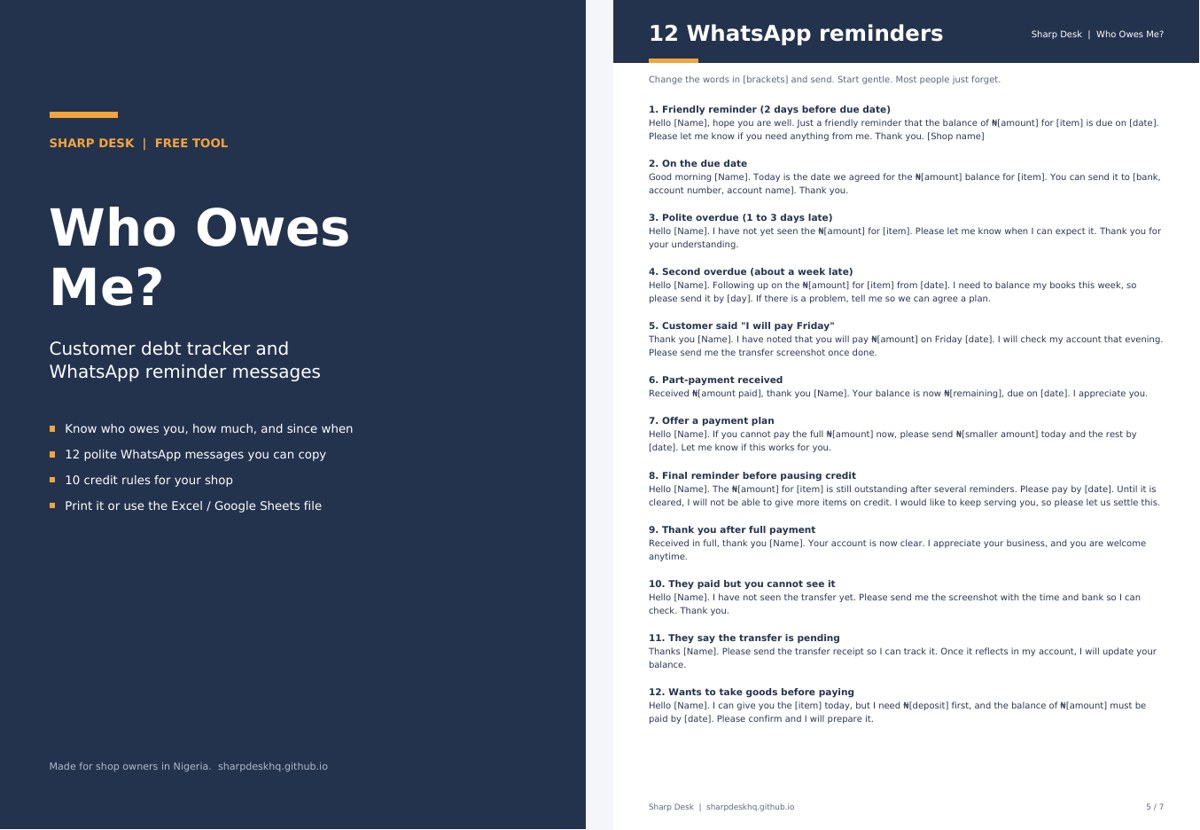 SHARP DESK | FREE TOOL
Who Owes
Me?
Customer debt tracker and
WhatsApp reminder messages
Know who owes you, how much, and since when
12 polite WhatsApp messages you can copy
10 credit rules for your shop
Print it or use the Excel / Google Sheets file
Made for shop owners in Nigeria. sharpdeskhq.github.io
12 WhatsApp reminders
Sharp Desk | Who Owes Me?
Change the words in [brackets] and send. Start gentle. Most people just forget.
1. Friendly reminder (2 days before due date)
Hello [Name], hope you are well. Just a friendly reminder that the balance of ₦[amount] for [item] is due on [date].
Please let me know if you need anything from me. Thank you. [Shop name]
2. On the due date
Good morning [Name]. Today is the date we agreed for the ₦[amount] balance for [item]. You can send it to [bank,
account number, account name]. Thank you.
3. Polite overdue (1 to 3 days late)
Hello [Name]. I have not yet seen the ₦[amount] for [item]. Please let me know when I can expect it. Thank you for
your understanding.
4. Second overdue (about a week late)
Hello [Name]. Following up on the ₦[amount] for [item] from [date]. I need to balance my books this week, so
please send it by [day]. If there is a problem, tell me so we can agree a plan.
5. Customer said "I will pay Friday"
Thank you [Name]. I have noted that you will pay ₦[amount] on Friday [date]. I will check my account that evening.
Please send me the transfer screenshot once done.
6. Part-payment received
Received ₦[amount paid], thank you [Name]. Your balance is now ₦[remaining], due on [date]. I appreciate you.
7. Offer a payment plan
Hello [Name]. If you cannot pay the full ₦[amount] now, please send ₦[smaller amount] today and the rest by
[date]. Let me know if this works for you.
8. Final reminder before pausing credit
Hello [Name]. The ₦[amount] for [item] is still outstanding after several reminders. Please pay by [date]. Until it is
cleared, I will not be able to give more items on credit. I would like to keep serving you, so please let us settle this.
9. Thank you after full payment
Received in full, thank you [Name]. Your account is now clear. I appreciate your business, and you are welcome
anytime.
10. They paid but you cannot see it
Hello [Name]. I have not seen the transfer yet. Please send me the screenshot with the time and bank so I can
check. Thank you.
11. They say the transfer is pending
Thanks [Name]. Please send the transfer receipt so I can track it. Once it reflects in my account, I will update your
balance.
12. Wants to take goods before paying
Hello [Name]. I can give you the [item] today, but I need ₦[deposit] first, and the balance of ₦[amount] must be
paid by [date]. Please confirm and I will prepare it.
Sharp Desk | sharpdeskhq.github.io
5 / 7